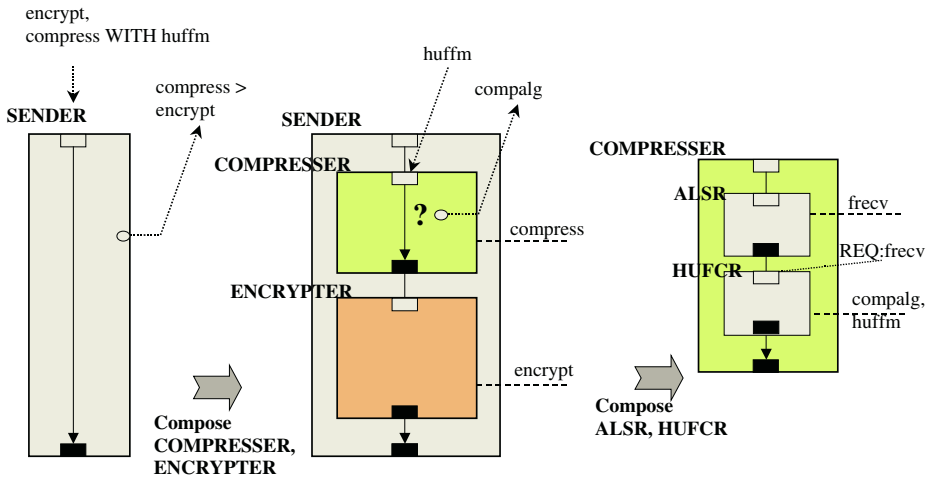 encrypt,
compress WITH huffm
compress >
encrypt
SENDER
Compose
COMPRESSER,
ENCRYPTER
huffm
compalg
SENDER
COMPRESSER
?
compress
ENCRYPTER
encrypt
Compose
ALSR, HUFCR
COMPRESSER
ALSR
frecv
REQ:frecv
HUFCR
compalg,
huffm